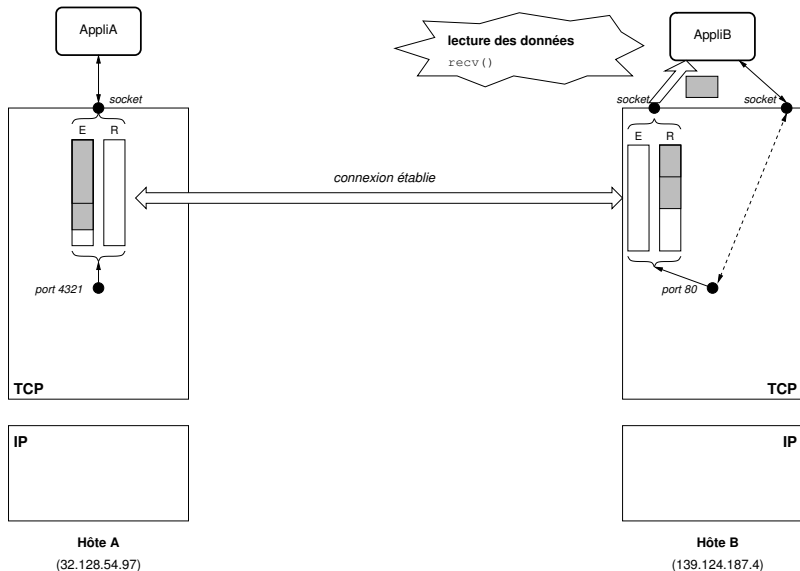 AppliA
lecture des données
recv()
AppliB
socket
socket
socket
E
R
E
R
connexion établie
port 4321
port 80
TCP
TCP
IP
IP
Hôte A
(32.128.54.97)
Hôte B
(139.124.187.4)